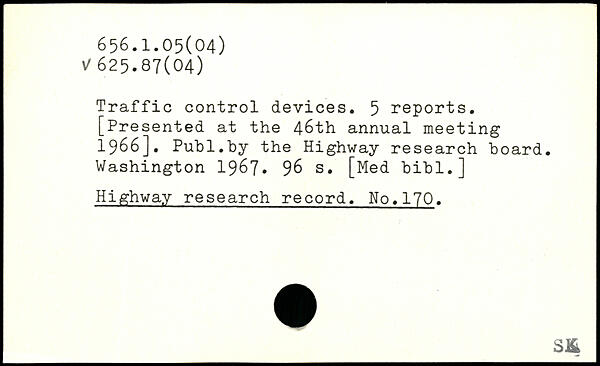 656.1.05(04)
v 625.87(04)
Traffic control devices. 5 reports.
[Presented at the 46th annual meeting
1966]. Publ.by the Highway research board.
Washington 1967. 96 s. [Med bibl.]
Highway research record. No.170.
SK